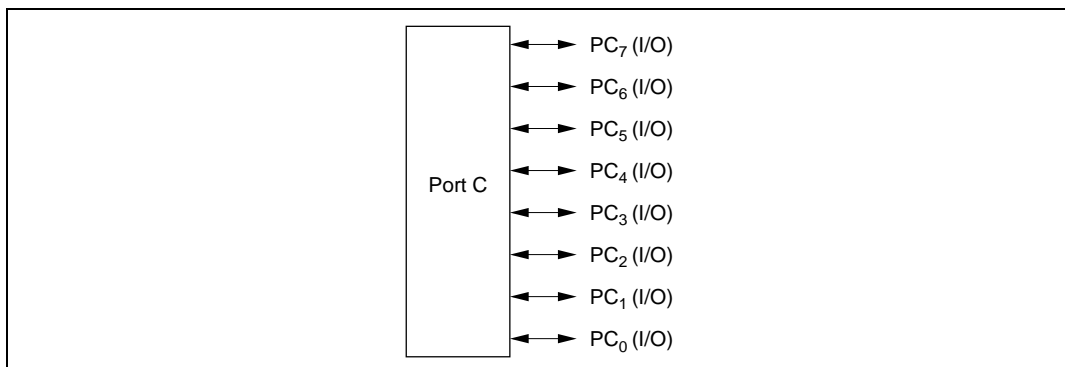 PC7 (I/O)
PC6 (I/O)
PC5 (I/O)
PC4 (I/O)
Port C
PC3 (I/O)
PC2 (I/O)
PC1 (I/O)
PC0 (I/O)